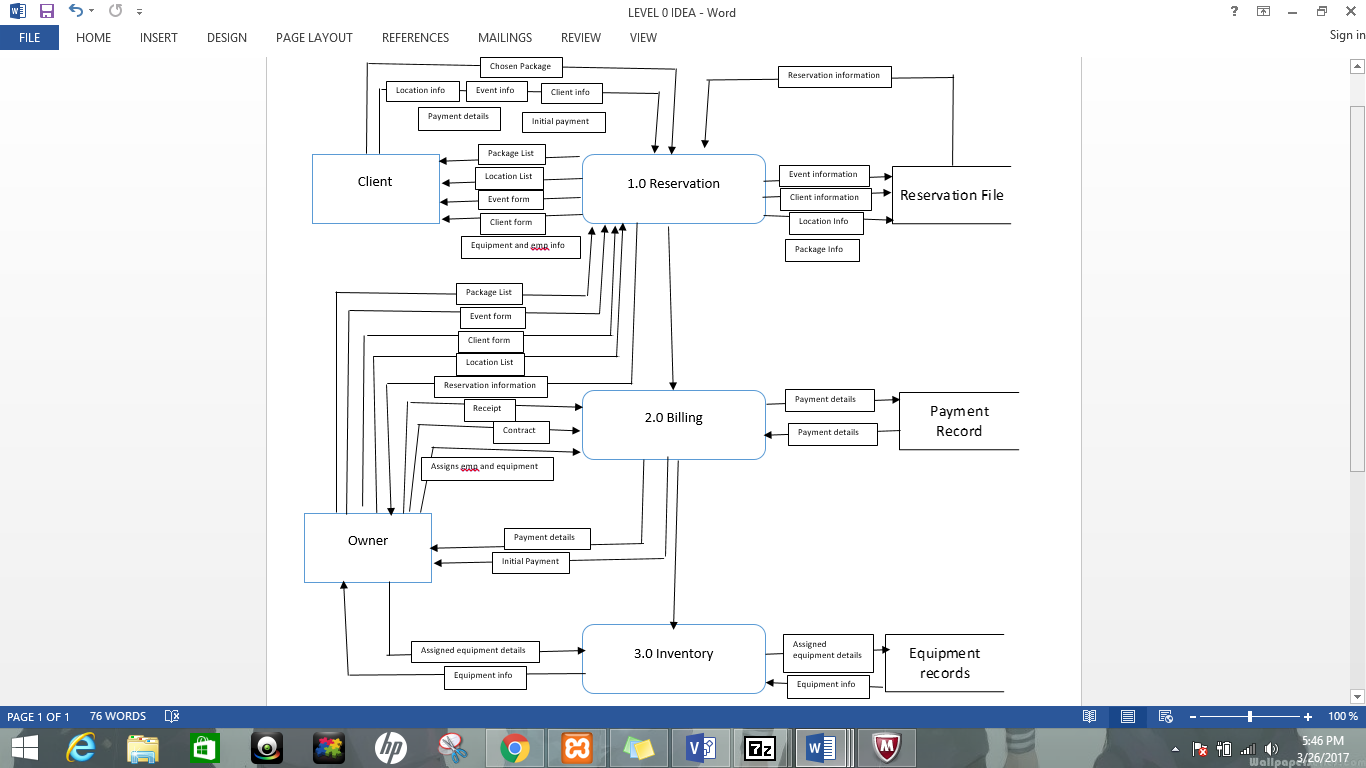 LEVEL 0 IDEA - Word
?
Sign in
FILE
HOME
INSERT
DESIGN
PAGE LAYOUT
REFERENCES
MAILINGS
REVIEW
VIEW
Chosen Package
Location info
Event info
Client info
Payment details
Initial payment
Reservation information
Client
Package List
Location List
Event form
Client form
Equipment and emp info
1.0 Reservation
Event information
Client information
Location Info
Package Info
Reservation File
Package List
Event form
Client form
Location List
Reservation information
Receipt
Contract
Assigns emp and equipment
2.0 Billing
Payment details
Payment details
Payment
Record
Owner
Payment details
Initial Payment
Assigned equipment details
Equipment info
3.0 Inventory
Assigned
equipment details
Equipment info
Equipment
records
PAGE 1 OF 1
76 WORDS
100 %
hp
7z
5:46 PM
3/26/2017